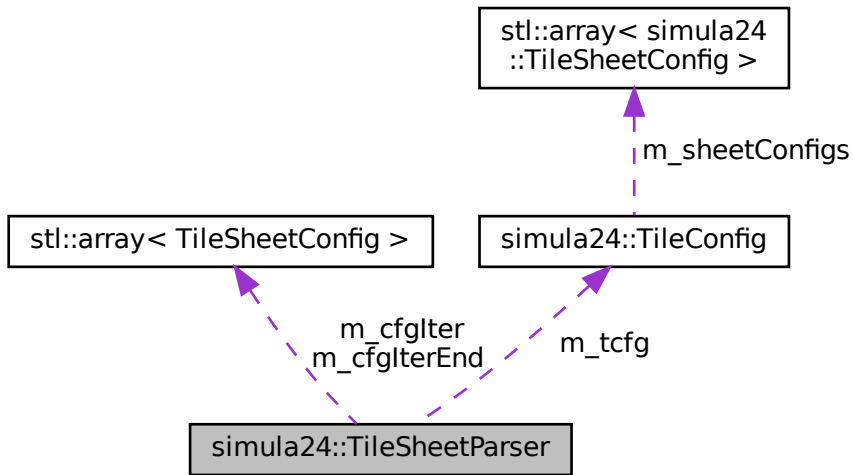 stl::array< simula24
::TileSheetConfig >
m_sheetConfigs
stl::array< TileSheetConfig >
simula24::TileConfig
m_cfgIter
m_cfgIterEnd
m_tcfg
simula24::TileSheetParser